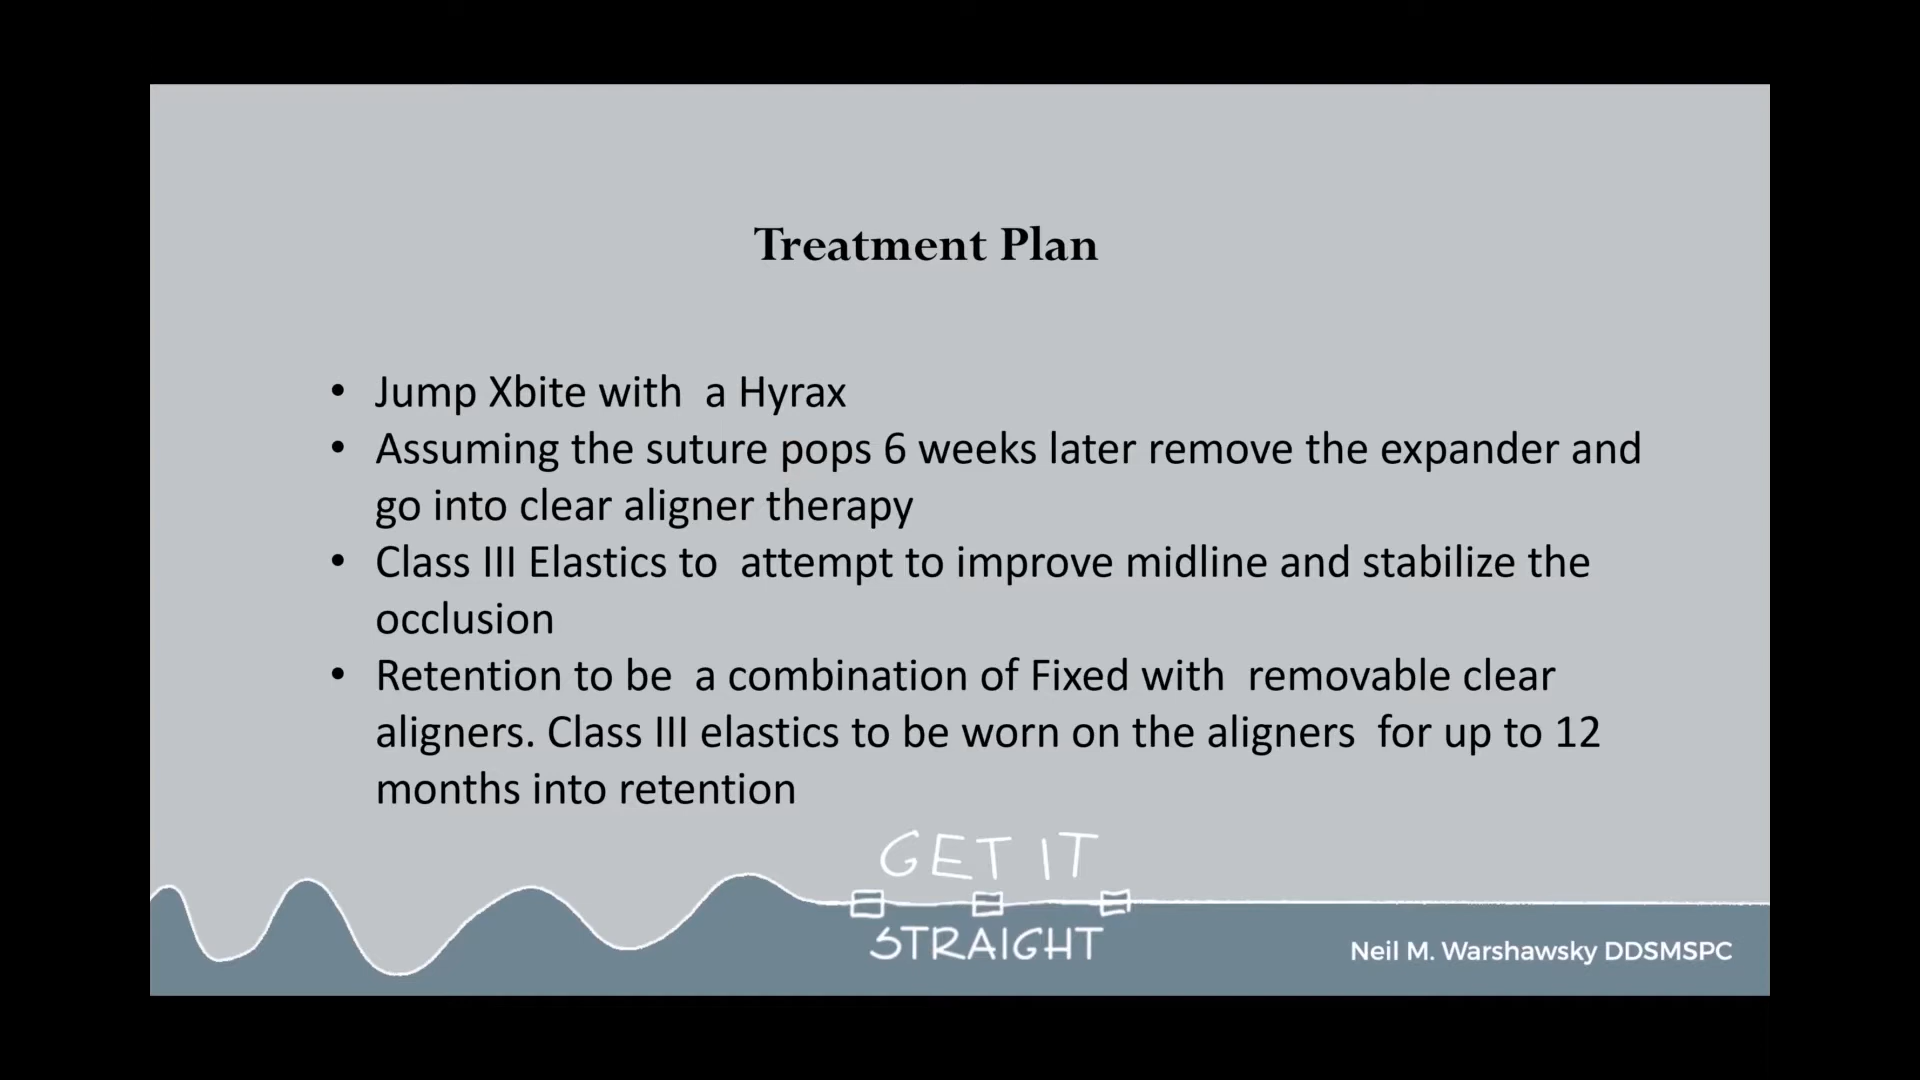 Treatment Plan
• Jump Xbite with  a Hyrax
• Assuming the suture pops 6 weeks later remove the expander and
go into clear aligner therapy
• Class III Elastics to  attempt to improve midline and stabilize the
occlusion
• Retention to be  a combination of Fixed with  removable clear
aligners. Class III elastics to be worn on the aligners  for up to 12
months into retention
GET IT
STRAIGHT
Neil M. Warshawsky DDSMSPC